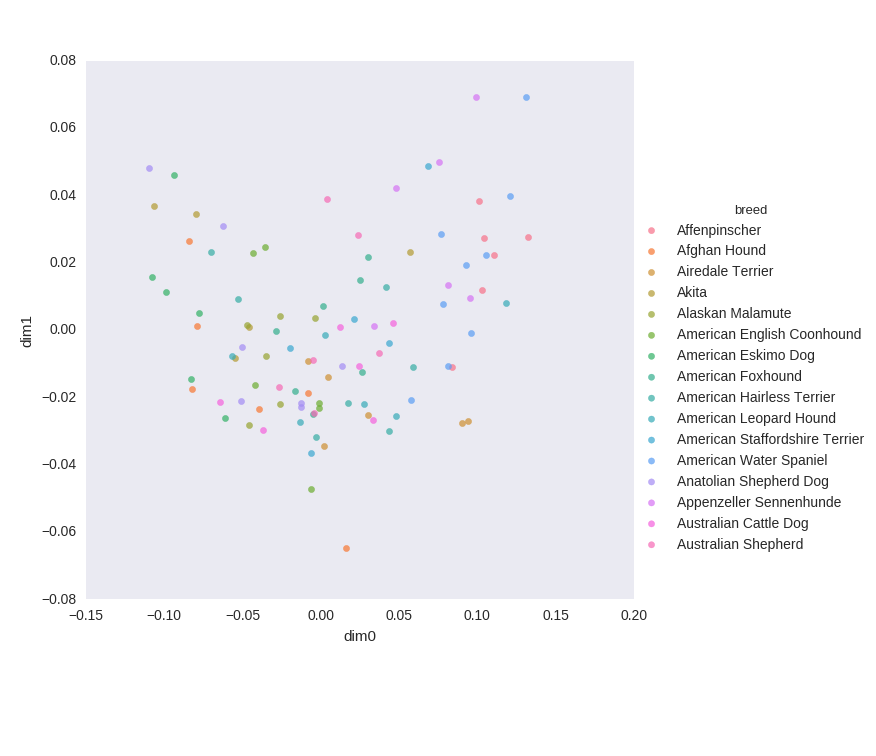 0.08
0.06
0.04
0.02
0.00
−0.02
−0.04
−0.06
−0.08
dim1
−0.15
−0.10
−0.05
0.00
0.05
0.10
0.15
0.20
dim0
breed
Affenpinscher
Afghan Hound
Airedale Terrier
Akita
Alaskan Malamute
American English Coonhound
American Eskimo Dog
American Foxhound
American Hairless Terrier
American Leopard Hound
American Staffordshire Terrier
American Water Spaniel
Anatolian Shepherd Dog
Appenzeller Sennenhunde
Australian Cattle Dog
Australian Shepherd